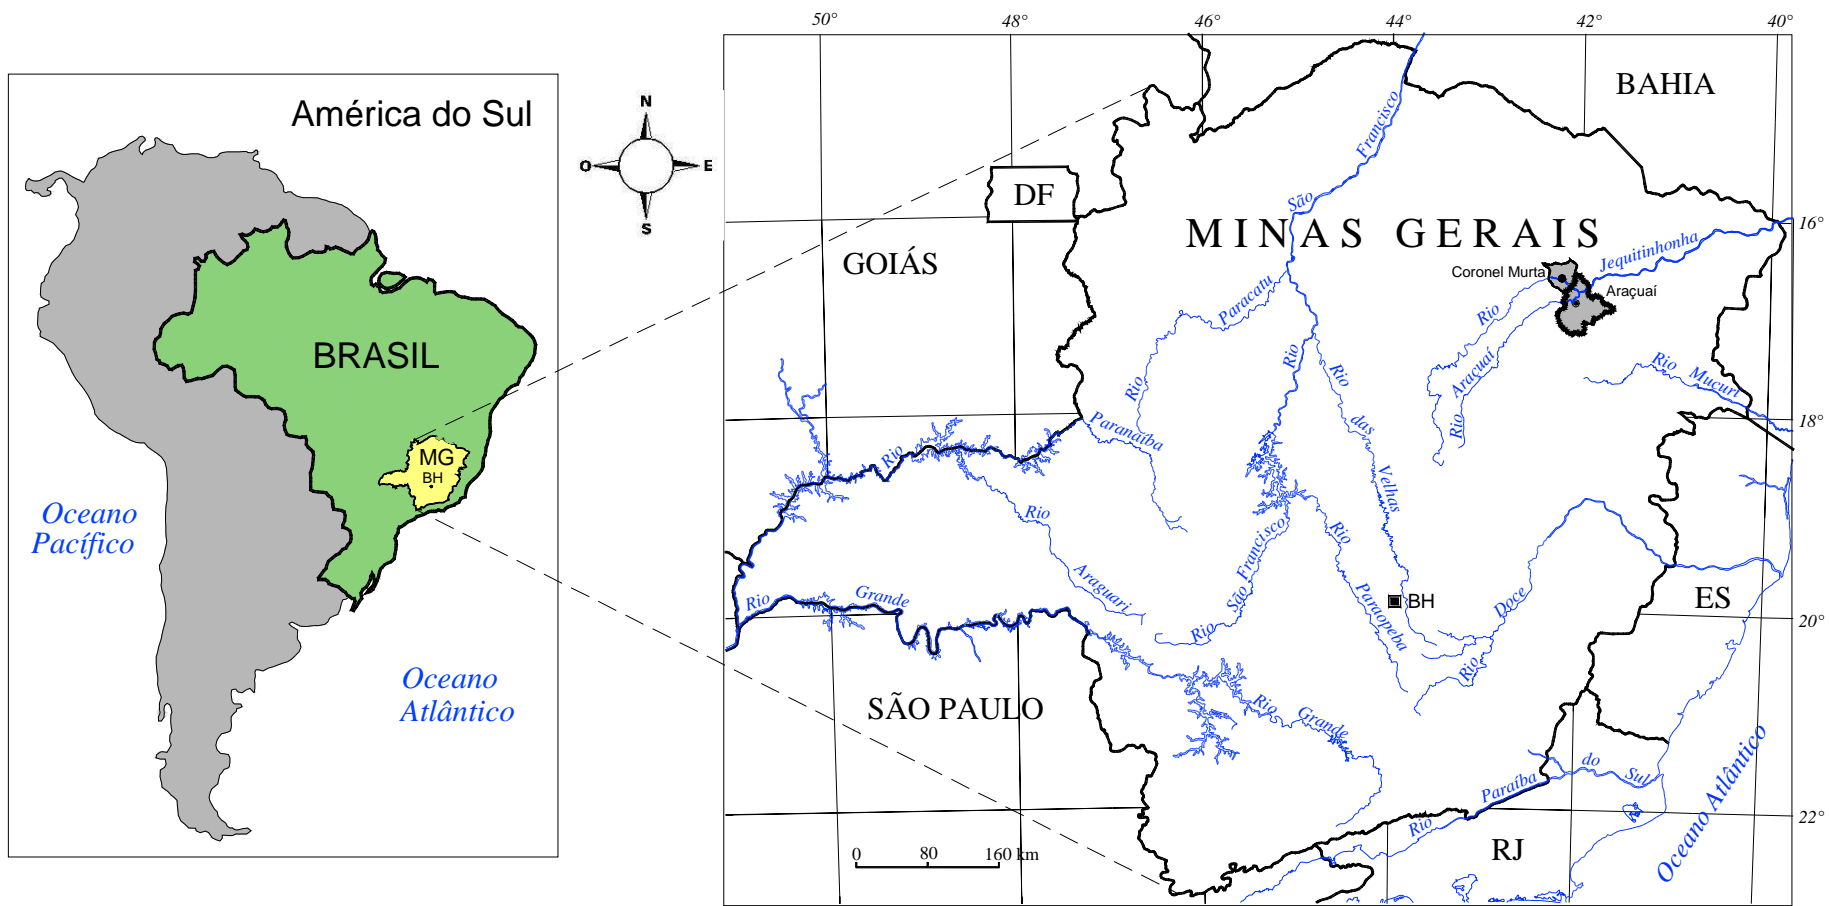 América do Sul
BRASIL
MG
BH
Oceano
Pacífico
Oceano
Atlântico
N
O
E
S
50°
48°
46°
44°
42°
40°
16°
18°
20°
22°
BAHIA
DF
GOIÁS
MINAS GERAIS
SÃO PAULO
ES
RJ
BH
Coronel Murta
Araçuaí
São Francisco
Jequitinhonha
Rio
Rio Araçuaí
Rio Paracatu
Rio
Rio das Velhas
Rio Mucuri
Rio Paranaíba
Rio Araguari
Rio São Francisco
Rio Paraopeba
Rio Doce
Rio Grande
Rio Grande
Rio Paraíba do Sul
Oceano Atlântico
0 80 160 km